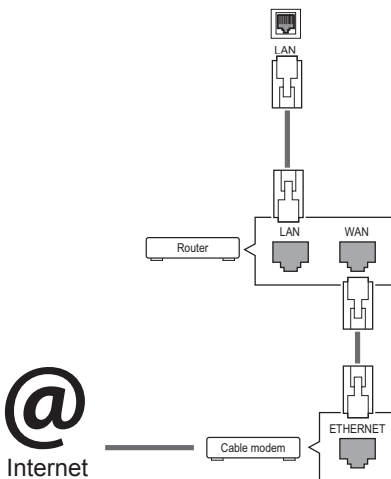 LAN
LAN WAN
Router
ETHERNET
@
Cable modem
Internet